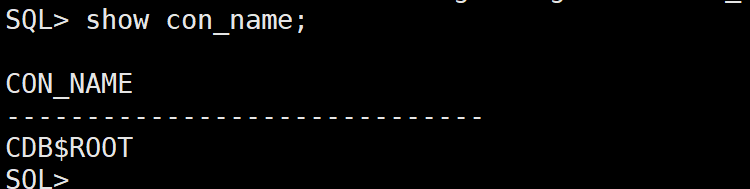 SQL> show con_name;
CON_NAME
------------------------------
CDB$ROOT
SQL>